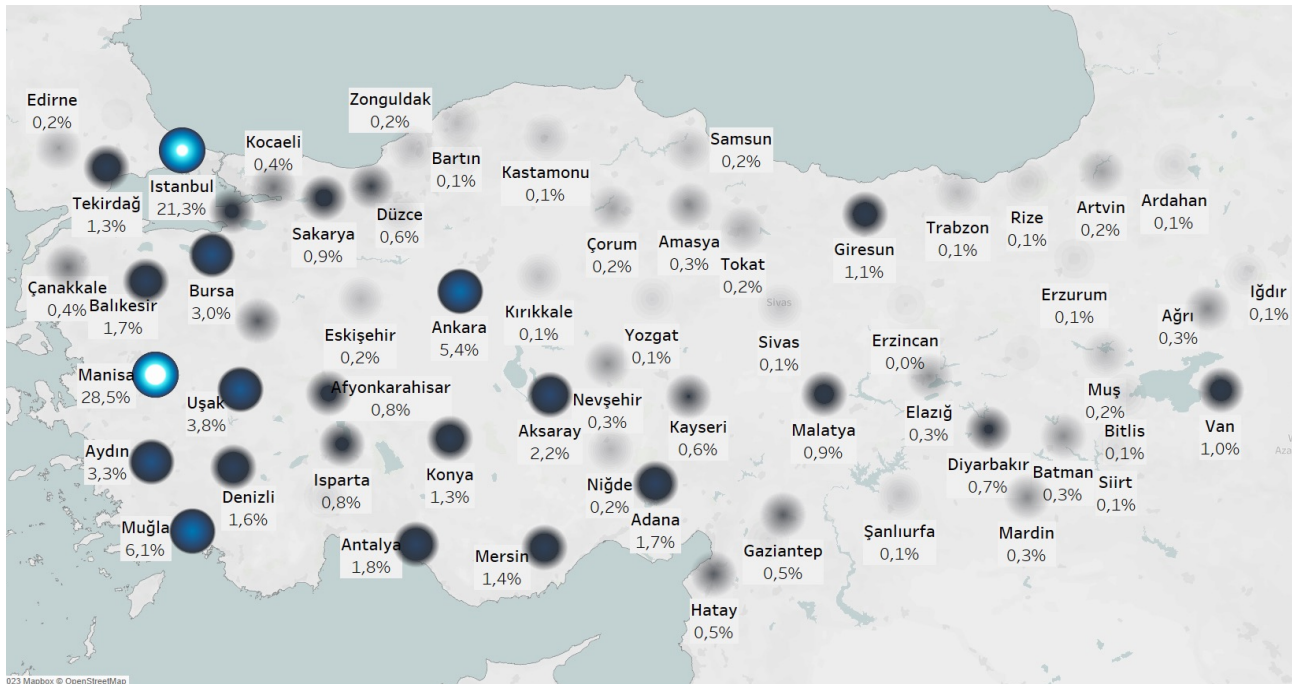 Edirne
0,2%
Zonguldak
0,2%
Kocaeli
0,4%
Bartın
0,1%
Kastamonu
0,1%
Samsun
0,2%
Istanbul
21,3%
Tekirdağ
1,3%
Sakarya
0,9%
Düzce
0,6%
Çorum
0,2%
Amasya
0,3%
Tokat
0,2%
Giresun
1,1%
Trabzon
0,1%
Rize
0,1%
Artvin
0,2%
Ardahan
0,1%
Çanakkale
0,4%
Balıkesir
1,7%
Bursa
3,0%
Eskişehir
0,2%
Ankara
5,4%
Kırıkkale
0,1%
Yozgat
0,1%
Sivas
Sivas
0,1%
Erzincan
0,0%
Erzurum
0,1%
Ağrı
0,3%
Iğdır
0,1%
Manisa
28,5%
Uşak
3,8%
Afyonkarahisar
0,8%
Aksaray
2,2%
Nevşehir
0,3%
Kayseri
0,6%
Malatya
0,9%
Elazığ
0,3%
Muş
0,2%
Bitlis
0,1%
Van
1,0%
Aydın
3,3%
Denizli
1,6%
Isparta
0,8%
Konya
1,3%
Niğde
0,2%
Adana
1,7%
Diyarbakır
0,7%
Batman
0,3%
Siirt
0,1%
Muğla
6,1%
Antalya
1,8%
Mersin
1,4%
Gaziantep
0,5%
Şanlıurfa
0,1%
Mardin
0,3%
Hatay
0,5%
Aza
023 Mapbox © OpenStreetMap